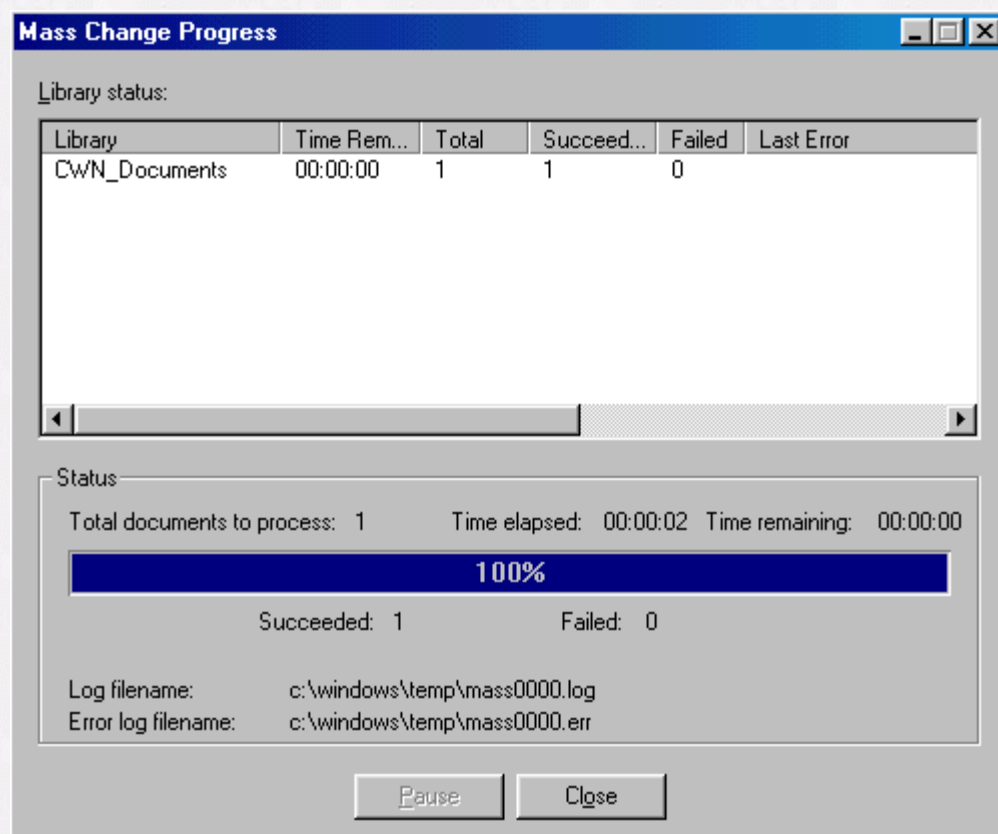 Mass Change Progress
Library status:
Library Time Rem... Total Succeed... Failed Last Error
CWN_Documents 00:00:00 1 1 0
Status
Total documents to process: 1 Time elapsed: 00:00:02 Time remaining: 00:00:00
100%
Succeeded: 1 Failed: 0
Log filename: c:\windows\temp\mass0000.log
Error log filename: c:\windows\temp\mass0000.err
Pause Close